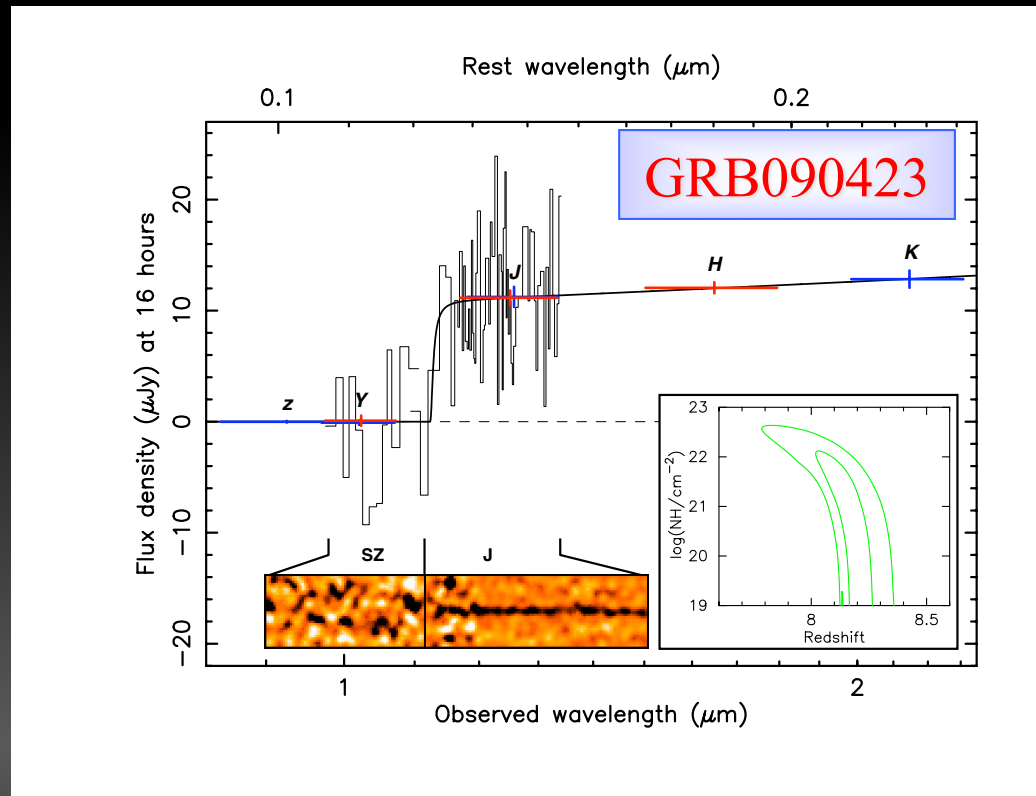 Rest wavelength (μm)
0.1 0.2
GRB090423
Flux density (μJy) at 16 hours
20
10
0
−10
−20
z
Y
J
H
K
SZ J
log(NH/cm−2)
23
22
21
20
19
8 8.5
Redshift
1 2
Observed wavelength (μm)